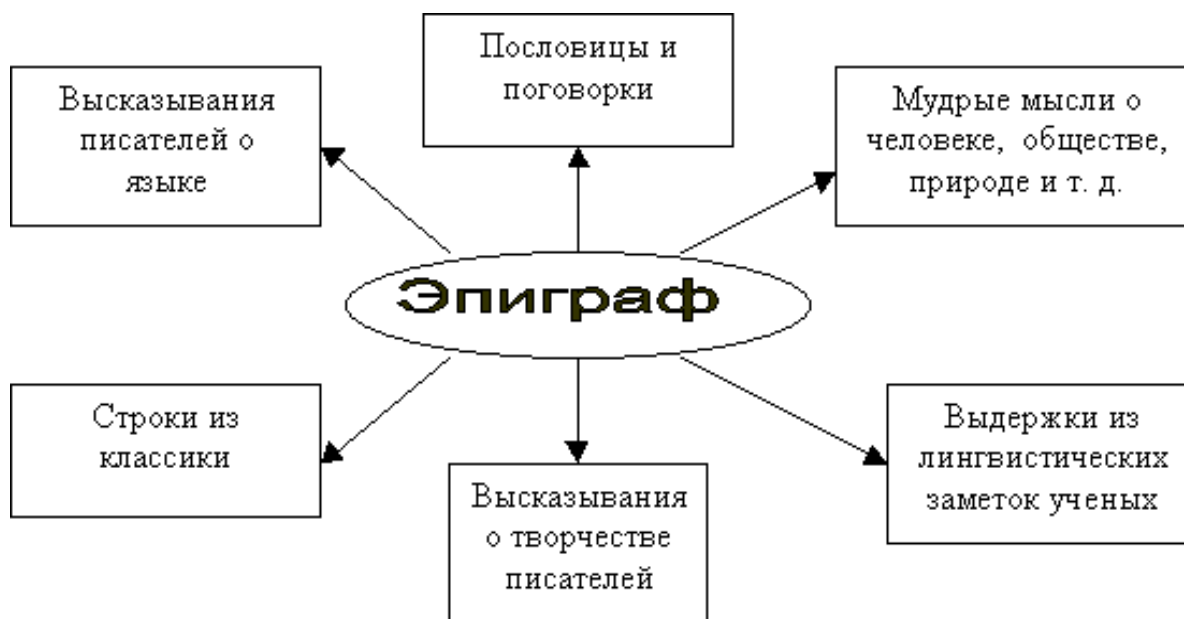 Пословицы и
поговорки
Высказывания
писателей о
языке
Мудрые мысли о
человеке, обществе,
природе и т. д.
Эпиграф
Строки из
классики
Высказывания
о творчестве
писателей
Выдержки из
лингвистических
заметок ученых